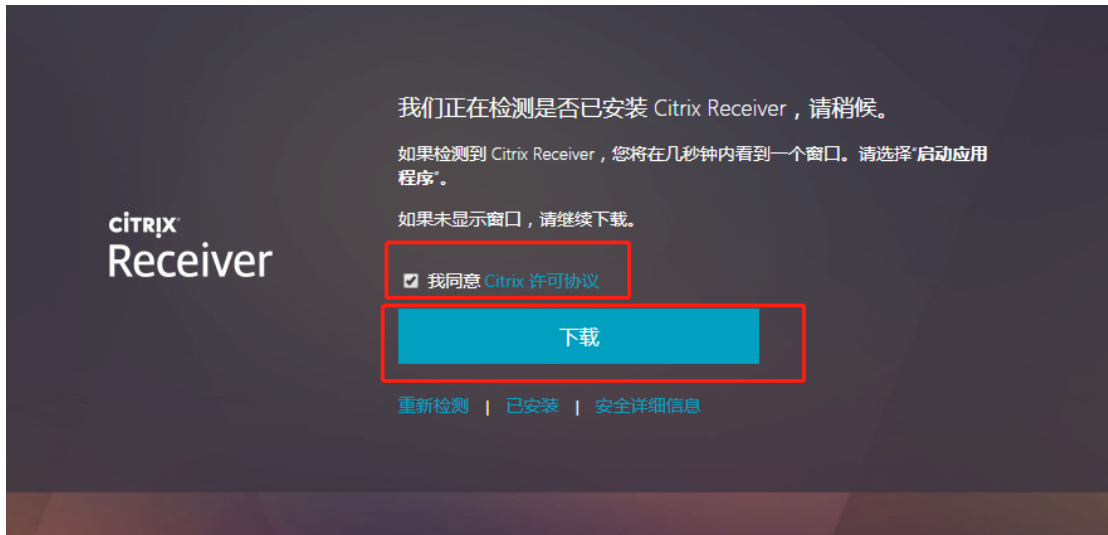 我们正在检测是否已安装 Citrix Receiver，请稍候。
如果检测到 Citrix Receiver，您将在几秒钟内看到一个窗口。请选择"启动应用
程序"。
如果未显示窗口，请继续下载。
CITRIX
Receiver
我同意 Citrix 许可协议
下载
重新检测 | 已安装 | 安全详细信息